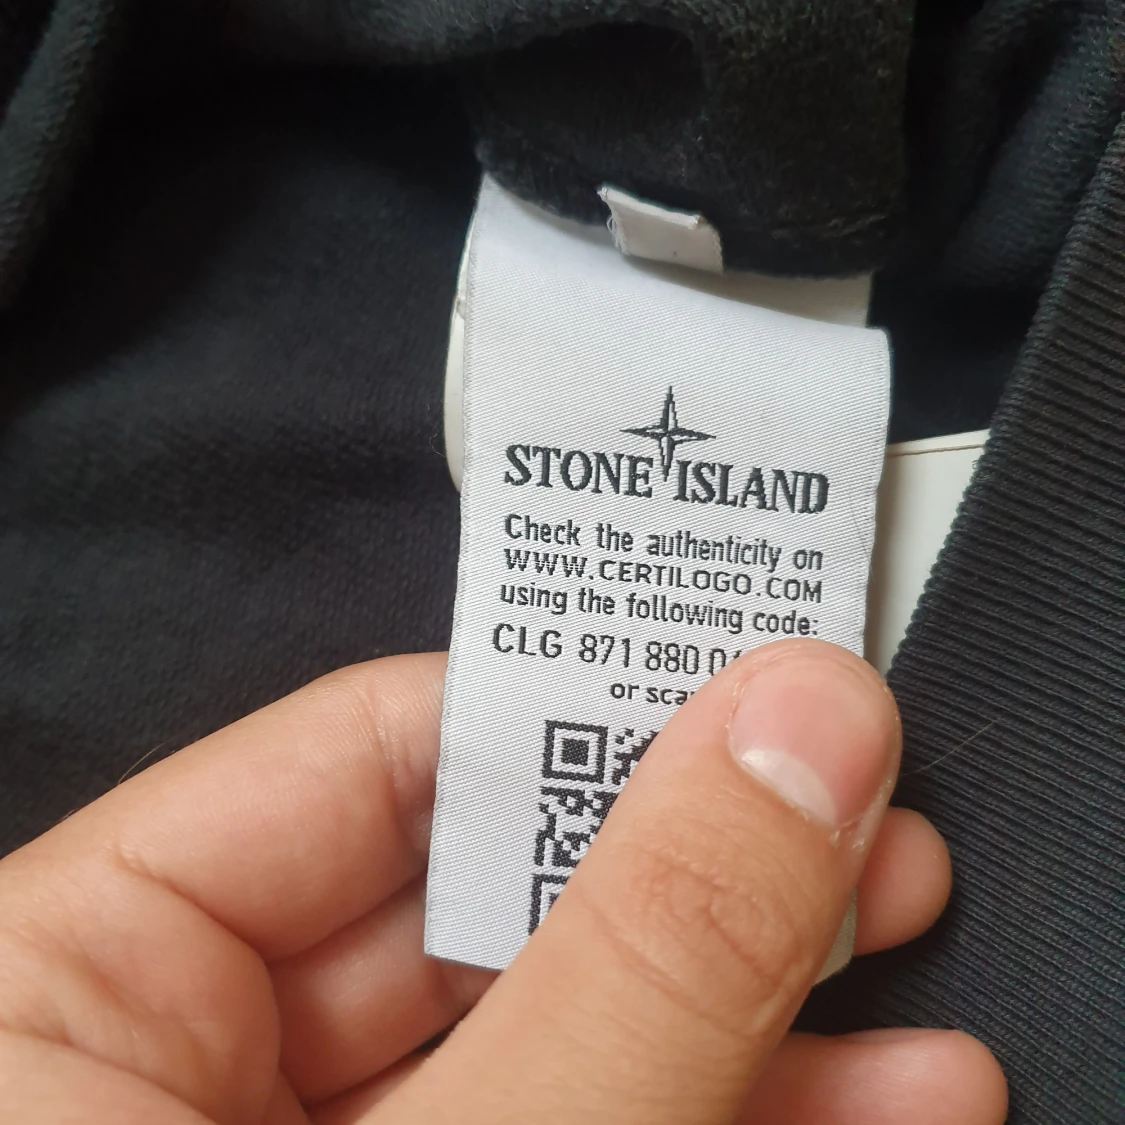 STONE ISLAND
Check the authenticity on
WWW.CERTILOGO.COM
using the following code:
CLG 871 880
or